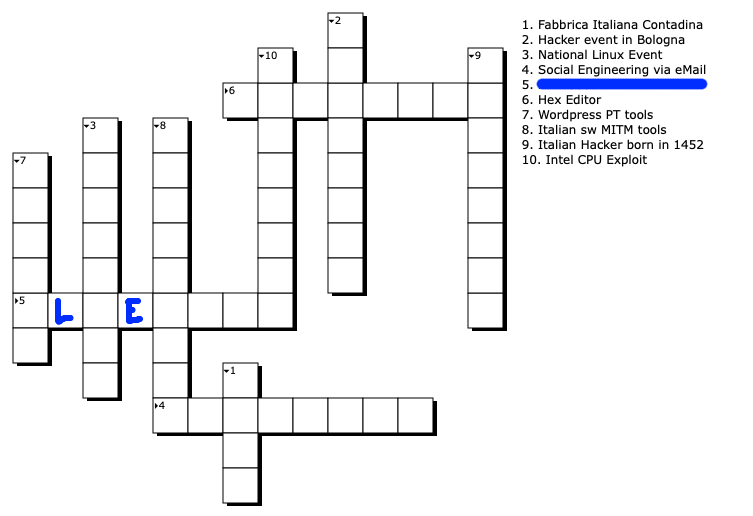 2
10
9
1. Fabbrica Italiana Contadina
2. Hacker event in Bologna
3. National Linux Event
4. Social Engineering via eMail
5.
6. Hex Editor
7. Wordpress PT tools
8. Italian sw MITM tools
9. Italian Hacker born in 1452
10. Intel CPU Exploit
6
3
8
7
5 L E
1
4